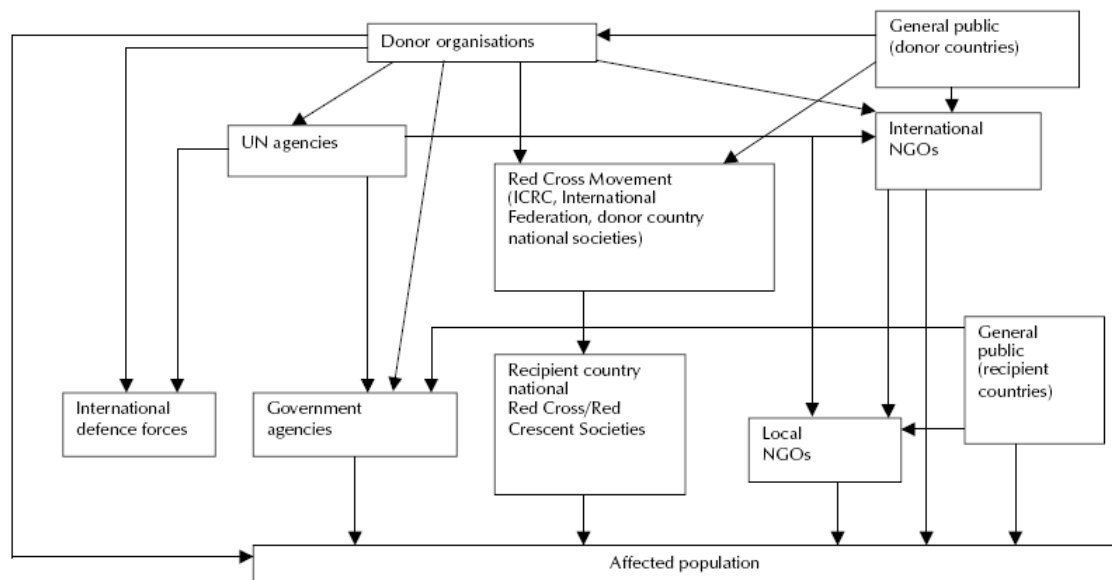 Donor organisations
General public
(donor countries)
UN agencies
International
NGOs
Red Cross Movement
(ICRC, International
Federation, donor country
national societies)
General
public
(recipient
countries)
International
defence forces
Government
agencies
Recipient country
national
Red Cross/Red
Crescent Societies
Local
NGOs
Affected population